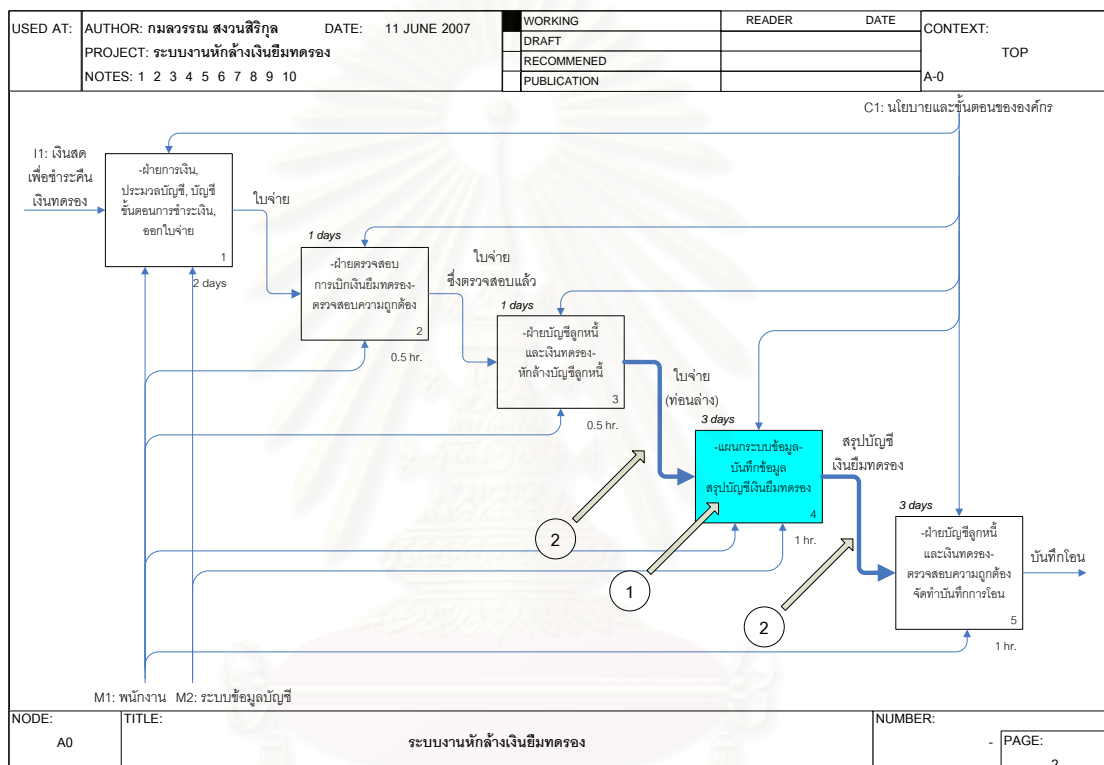 USED AT:
AUTHOR: กมลวรรณ สงวนสิริกุล DATE: 11 JUNE 2007
PROJECT: ระบบงานหักล้างเงินยืมทดรอง
NOTES: 1 2 3 4 5 6 7 8 9 10
WORKING
DRAFT
RECOMMENED
PUBLICATION
READER DATE
CONTEXT:
TOP
A-0
C1: นโยบายและขั้นตอนขององค์กร
I1: เงินสด
เพื่อชำระคืน
เงินทดรอง
-ฝ่ายการเงิน,
ประมวลบัญชี, บัญชี
ขั้นตอนการชำระเงิน,
ออกใบจ่าย
1
2 days
ใบจ่าย
1 days
-ฝ่ายตรวจสอบ
การเบิกเงินยืมทดรอง-
ตรวจสอบความถูกต้อง
2
0.5 hr.
ใบจ่าย
ซึ่งตรวจสอบแล้ว
1 days
-ฝ่ายบัญชีลูกหนี้
และเงินทดรอง-
หักล้างบัญชีลูกหนี้
3
0.5 hr.
ใบจ่าย
(ท่อนล่าง)
3 days
-แผนกระบบข้อมูล-
บันทึกข้อมูล
สรุปบัญชีเงินยืมทดรอง
4
1 hr.
สรุปบัญชี
เงินยืมทดรอง
3 days
-ฝ่ายบัญชีลูกหนี้
และเงินทดรอง-
ตรวจสอบความถูกต้อง
จัดทำบันทึกการโอน
5
1 hr.
บันทึกโอน
2
1
2
M1: พนักงาน M2: ระบบข้อมูลบัญชี
NODE:
A0
TITLE:
ระบบงานหักล้างเงินยืมทดรอง
NUMBER:
-
PAGE:
2